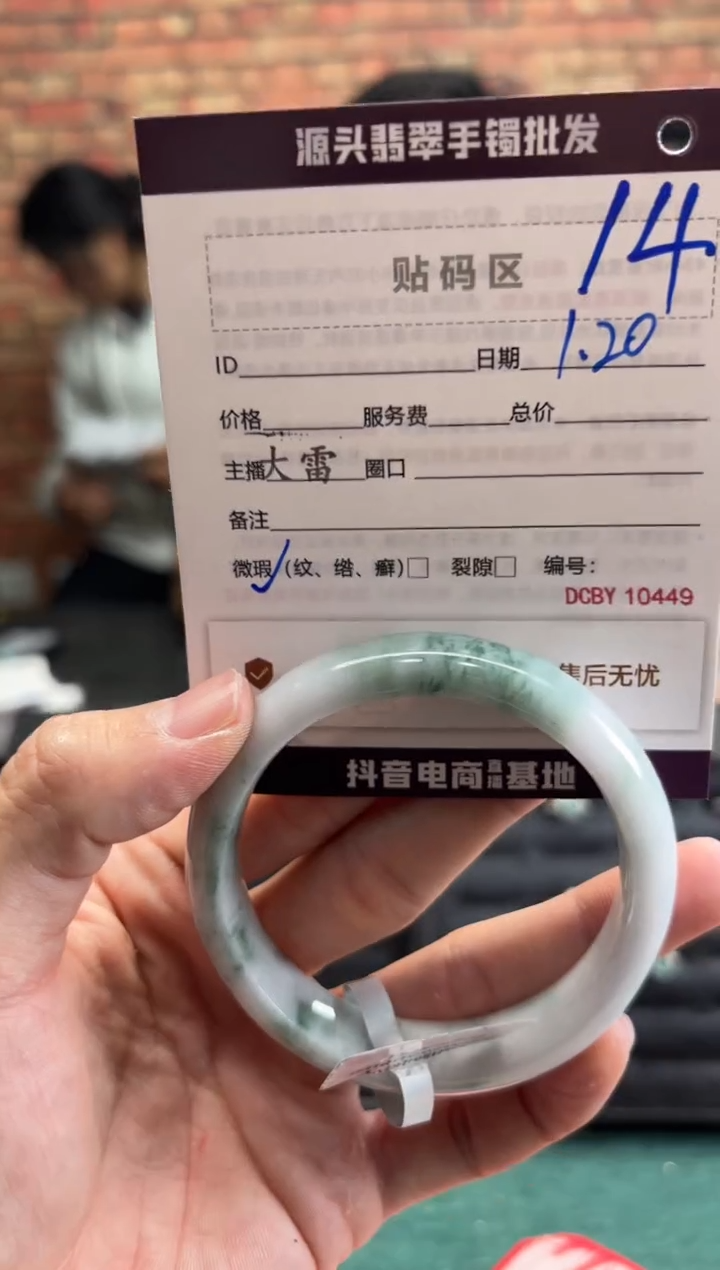 源头翡翠手镯批发
14
贴码区
ID 日期 1.20
价格 服务费 总价
主播 大雷 圈口
备注
微瑕✓(纹、绺、癣)□ 裂隙□ 编号:
DCBY 10449
售后无忧
抖音电商直播基地